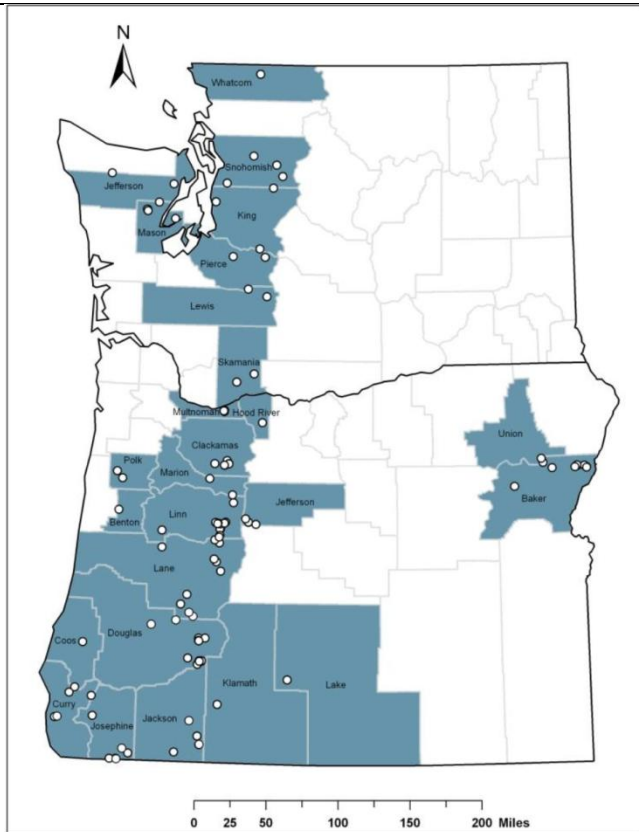 N
Whatcom
Snohomish
Jefferson
King
Mason
Pierce
Lewis
Skamania
Multnomah Hood River
Clackamas
Union
Polk
Marion
Baker
Jefferson
Linn
Benton
Lane
Douglas
Coos
Klamath Lake
Curry
Jackson
Josephine
0 25 50 100 150 200 Miles